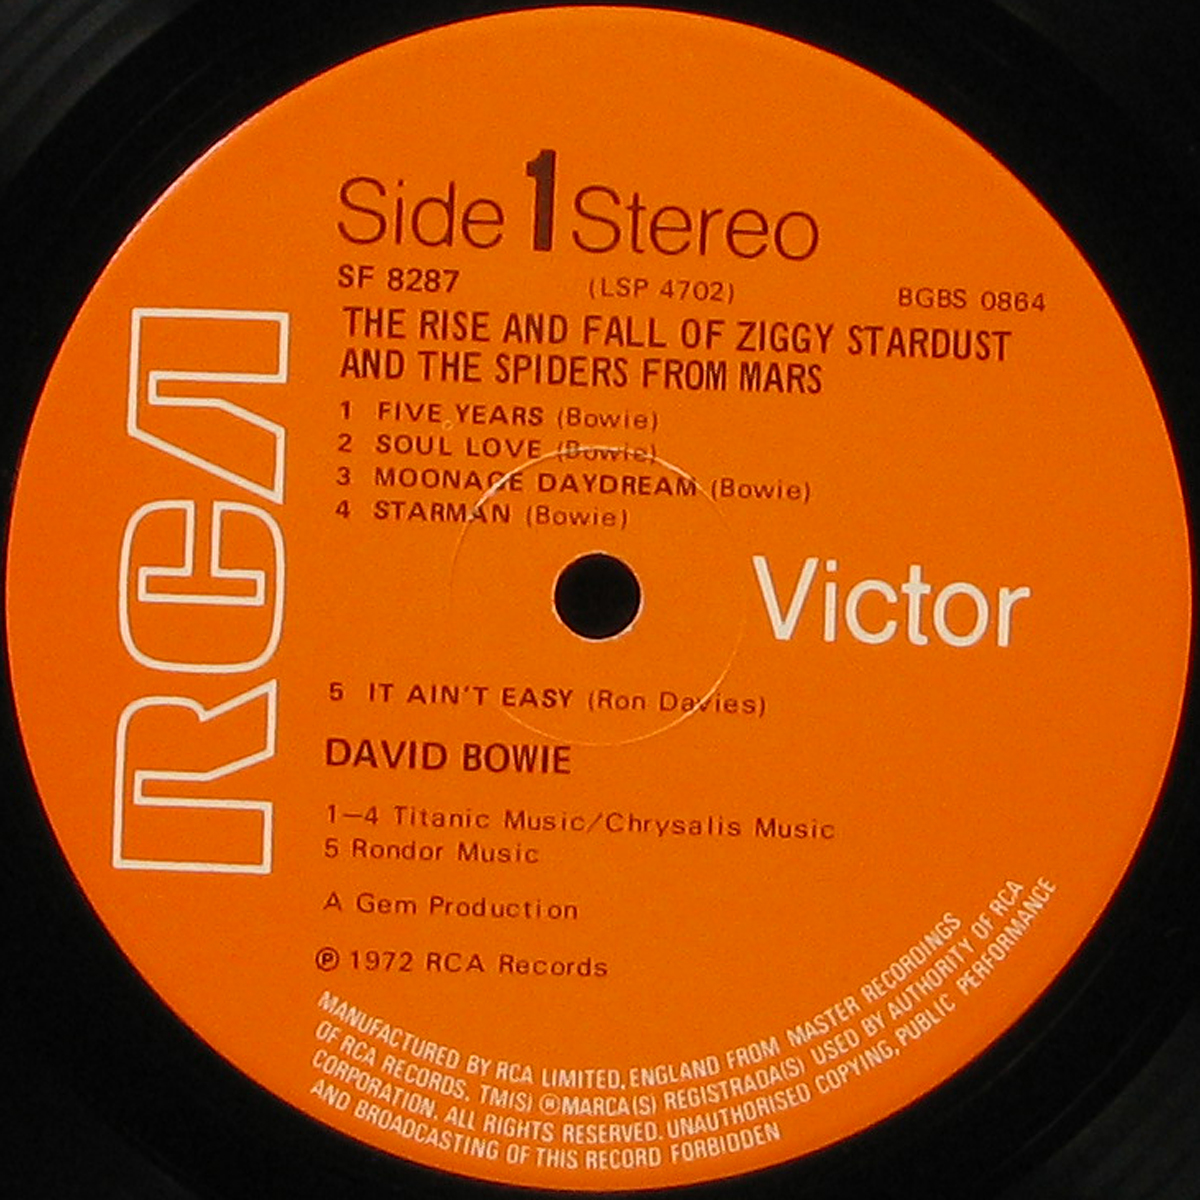 Side 1 Stereo
SF 8287 (LSP 4702) BGBS 0864
THE RISE AND FALL OF ZIGGY STARDUST
AND THE SPIDERS FROM MARS
1 FIVE YEARS (Bowie)
2 SOUL LOVE (Bowie)
3 MOONAGE DAYDREAM (Bowie)
4 STARMAN (Bowie)
RCA
Victor
5 IT AIN'T EASY (Ron Davies)
DAVID BOWIE
1—4 Titanic Music/Chrysalis Music
5 Rondor Music
A Gem Production
℗ 1972 RCA Records
MANUFACTURED BY RCA LIMITED, ENGLAND FROM MASTER RECORDINGS
OF RCA RECORDS. TM(S) ® MARCA(S) REGISTRADA(S) USED BY AUTHORITY OF RCA
CORPORATION. ALL RIGHTS RESERVED. UNAUTHORISED COPYING, PUBLIC PERFORMANCE
AND BROADCASTING OF THIS RECORD FORBIDDEN